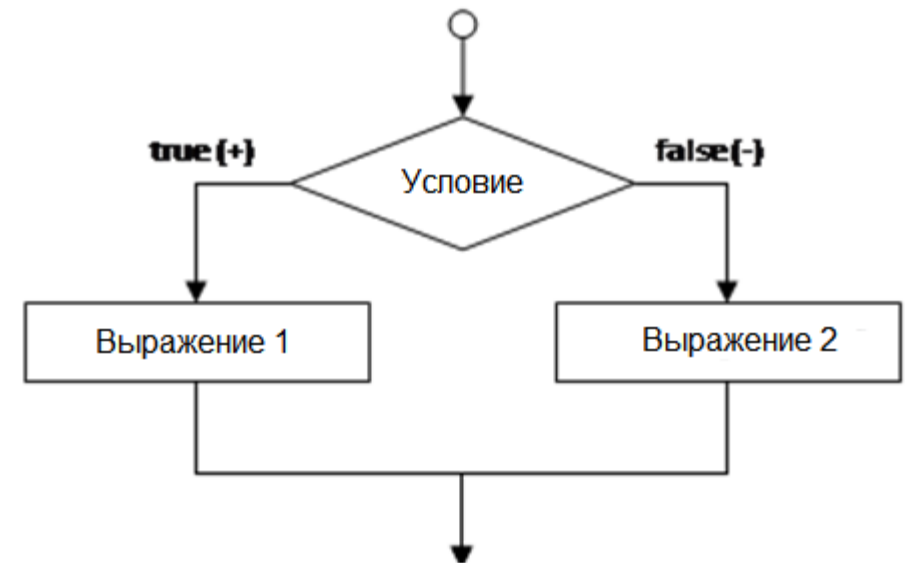 true (+)
false(-)
Условие
Выражение 1
Выражение 2